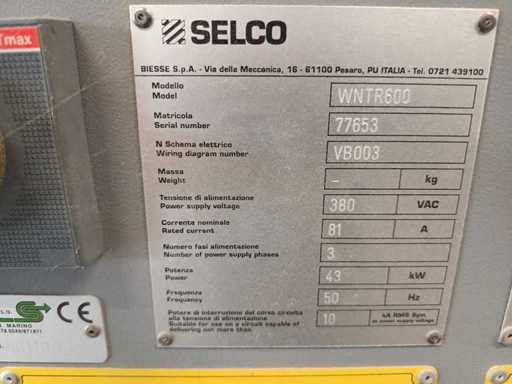 Tmax
SELCO
BIESSE S.p.A. - Via della Meccanica, 16 - 61100 Pesaro, PU ITALIA - Tel. 0721 439100
Modello
Model
WNTR600
Matricola
Serial number
77653
N Schema elettrico
Wiring diagram number
VB003
Massa
Weight
- kg
Tensione di alimentazione
Power supply voltage
380 VAC
Corrente nominale
Rated current
81 A
Numero fasi alimentazione
Number of power supply phases
3
Potenza
Power
43 kW
Frequenza
Frequency
50 Hz
Potere di interruzione del corto circuito
alla tensione di alimentazione
Suitable for use on a circuit capable of
delivering not more than
10 kA RMS Sym
at power supply voltage
CE
MARINO